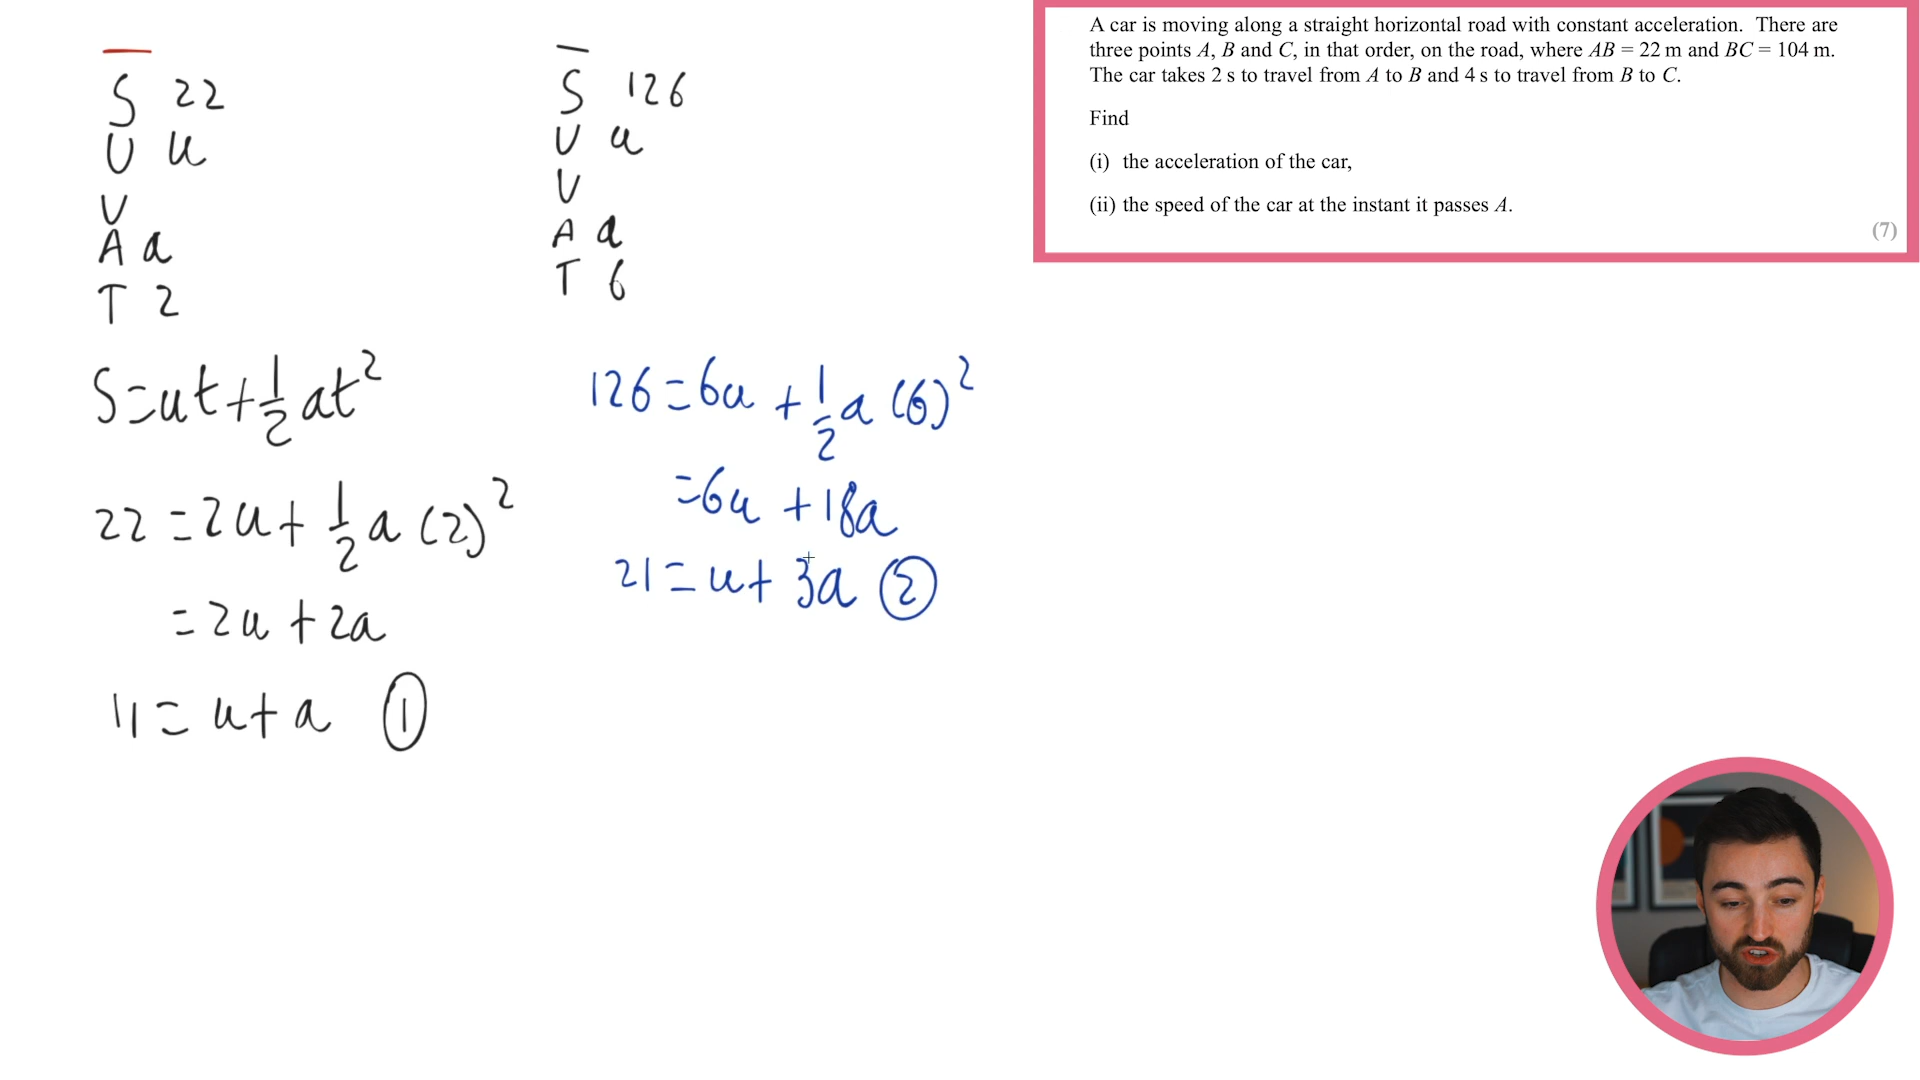 S 22
U u
V
A a
T 2
S=ut+½at²
22=2u+½a(2)²
=2u+2a
11=u+a ①
S 126
U u
V
A a
T 6
126=6u+½a(6)²
=6u+18a
21=u+3a ②
A car is moving along a straight horizontal road with constant acceleration. There are
three points A, B and C, in that order, on the road, where AB = 22 m and BC = 104 m.
The car takes 2 s to travel from A to B and 4 s to travel from B to C.
Find
(i) the acceleration of the car,
(ii) the speed of the car at the instant it passes A.
(7)